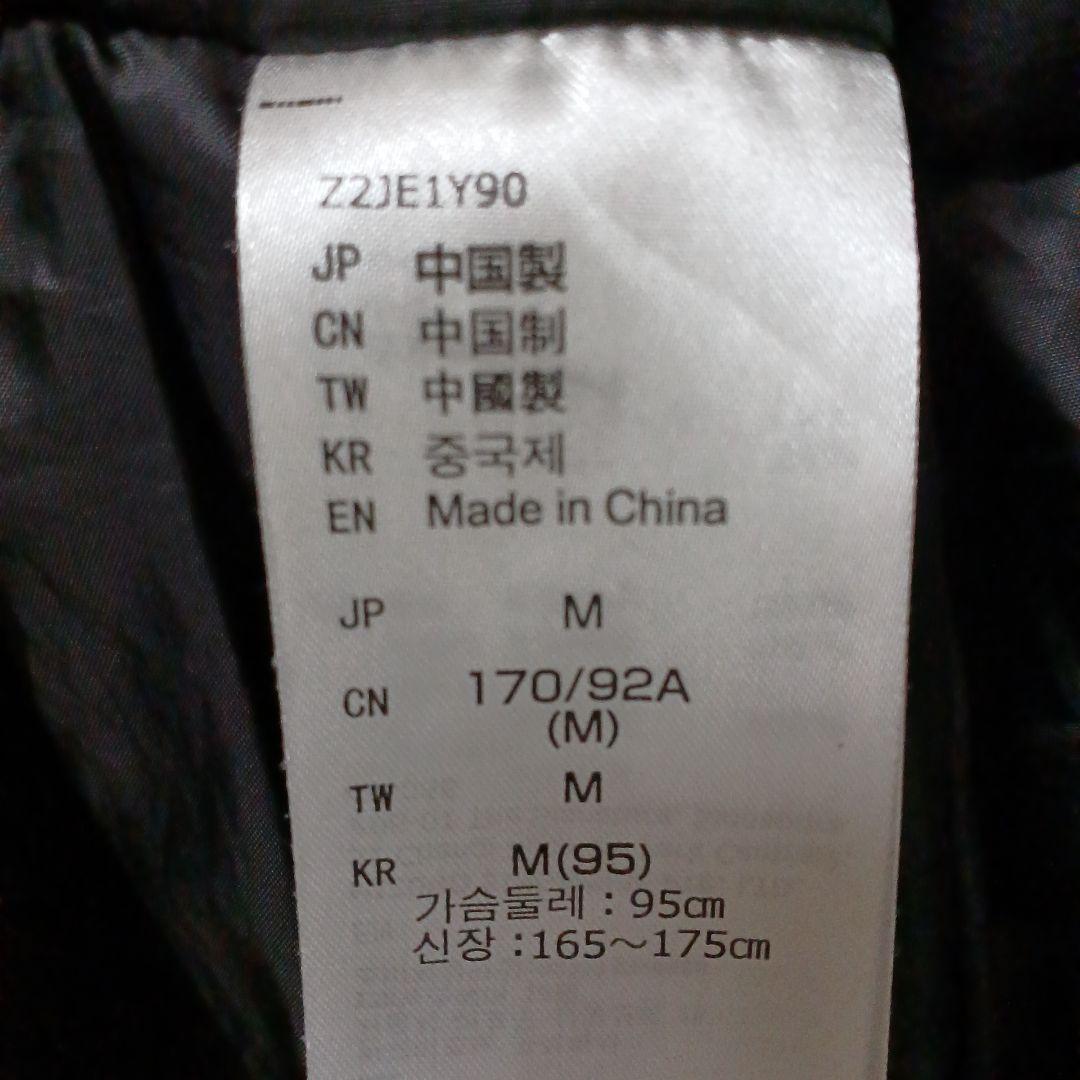 Z2JE1Y90
JP 中国製
CN 中国制
TW 中國製
KR 중국제
EN Made in China
JP M
CN 170/92A
(M)
TW M
KR M(95)
가슴둘레 : 95㎝
신장 :165～175㎝